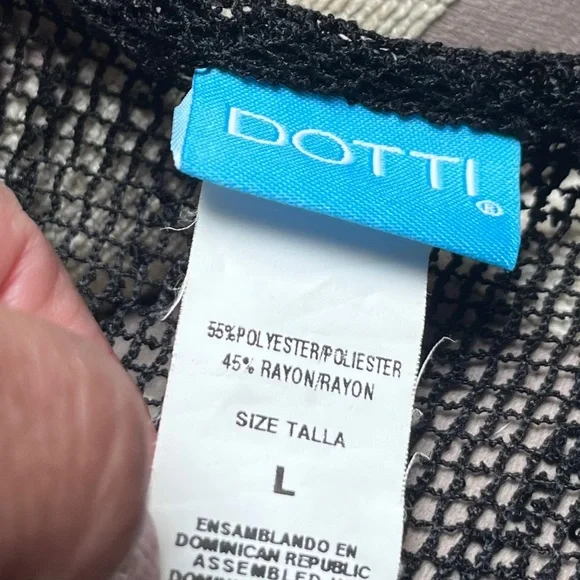 DOTTI®
55%POLYESTER/POLIESTER
45% RAYON/RAYON
SIZE TALLA
L
ENSAMBLANDO EN
DOMINICAN REPUBLIC
ASSEMBLED